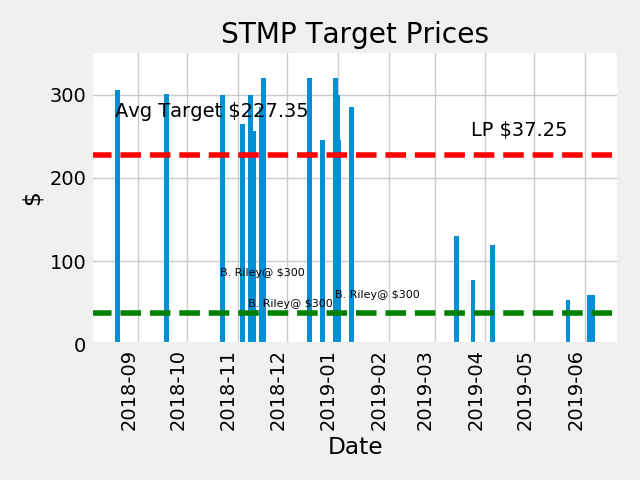 STMP Target Prices
300
Avg Target $227.35
LP $37.25
200
$
100
B. Riley@ $300
B. Riley@ $300
B. Riley@ $300
0
2018-09
2018-10
2018-11
2018-12
2019-01
2019-02
2019-03
2019-04
2019-05
2019-06
Date